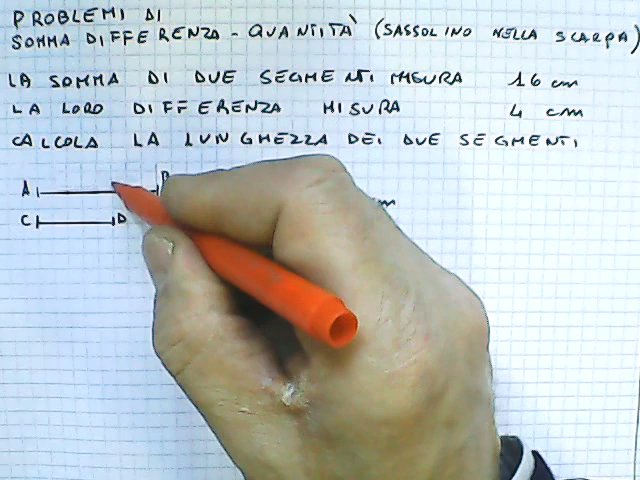 PROBLEMI DI
SOMMA DIFFERENZA - QUANTITÀ (SASSOLINO NELLA SCARPA)
LA SOMMA DI DUE SEGMENTI MISURA 16 cm
LA LORO DIFFERENZA MISURA 4 cm
CALCOLA LA LUNGHEZZA DEI DUE SEGMENTI
A B
C D